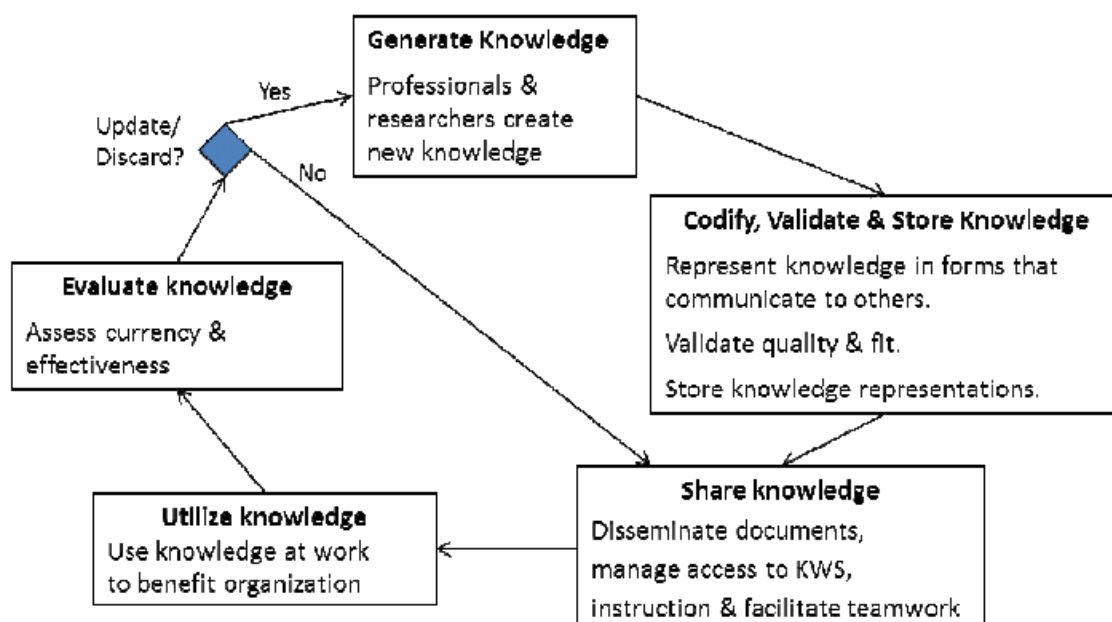 Generate Knowledge
Professionals &
researchers create
new knowledge
Yes
Update/
Discard?
No
Codify, Validate & Store Knowledge
Represent knowledge in forms that
communicate to others.
Validate quality & fit.
Store knowledge representations.
Evaluate knowledge
Assess currency &
effectiveness
Share knowledge
Disseminate documents,
manage access to KWS,
instruction & facilitate teamwork
Utilize knowledge
Use knowledge at work
to benefit organization